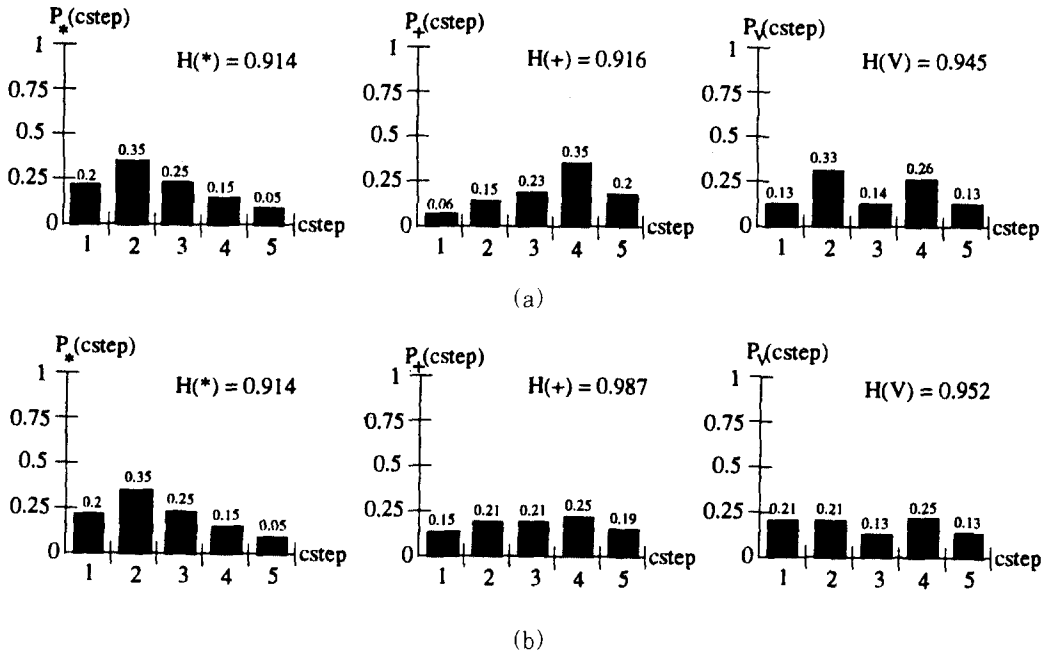 P*(cstep)
1
H(*) = 0.914
0.75
0.5
0.35
0.2
0.25
0.25
0.15
0.05
0
cstep
1 2 3 4 5
P+(cstep)
1
H(+) = 0.916
0.75
0.5
0.35
0.25
0.23
0.2
0.15
0.06
0
cstep
1 2 3 4 5
P√(cstep)
1
H(V) = 0.945
0.75
0.5
0.33
0.26
0.25
0.13
0.14
0.13
0
cstep
1 2 3 4 5
(a)
P*(cstep)
1
H(*) = 0.914
0.75
0.5
0.35
0.2
0.25
0.25
0.15
0.05
0
cstep
1 2 3 4 5
P+(cstep)
1
H(+) = 0.987
0.75
0.5
0.25
0.15
0.21
0.21
0.25
0.19
0
cstep
1 2 3 4 5
P√(cstep)
1
H(V) = 0.952
0.75
0.5
0.25
0.21
0.21
0.13
0.25
0.13
0
cstep
1 2 3 4 5
(b)